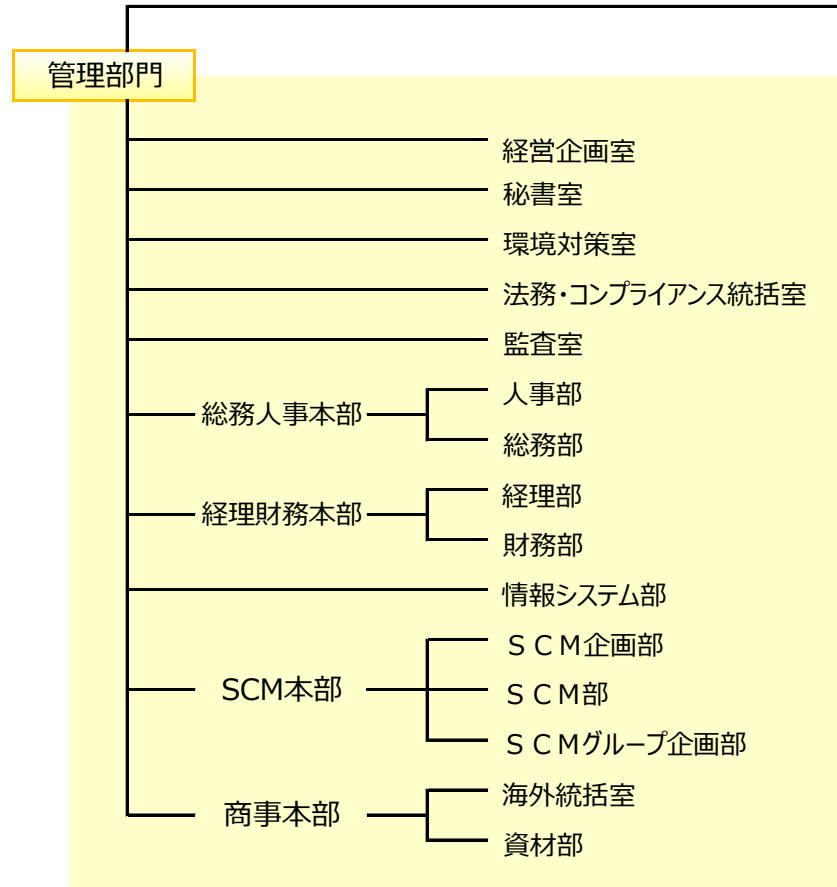 管理部門
経営企画室
秘書室
環境対策室
法務・コンプライアンス統括室
監査室
総務人事本部
人事部
総務部
経理財務本部
経理部
財務部
情報システム部
SCM本部
ＳＣＭ企画部
ＳＣＭ部
ＳＣＭグループ企画部
商事本部
海外統括室
資材部